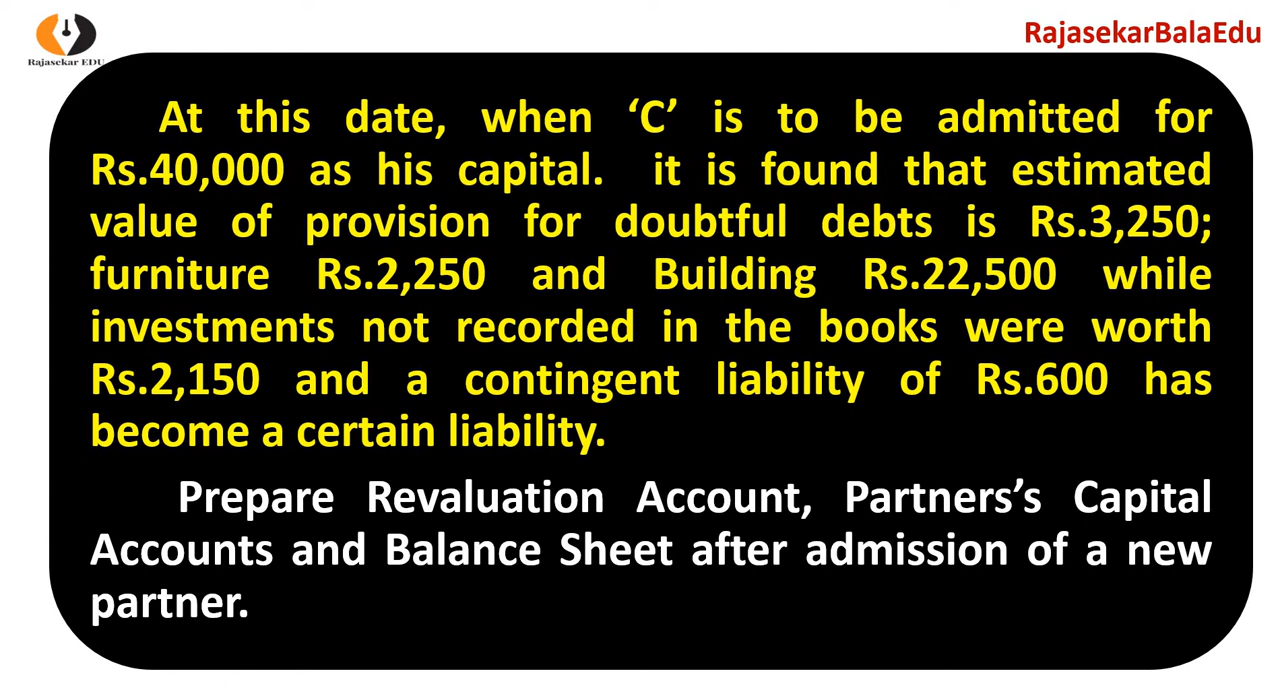 Rajasekar EDU
RajasekarBalaEdu
At this date, when ‘C’ is to be admitted for
Rs.40,000 as his capital. it is found that estimated
value of provision for doubtful debts is Rs.3,250;
furniture Rs.2,250 and Building Rs.22,500 while
investments not recorded in the books were worth
Rs.2,150 and a contingent liability of Rs.600 has
become a certain liability.
Prepare Revaluation Account, Partners’s Capital
Accounts and Balance Sheet after admission of a new
partner.